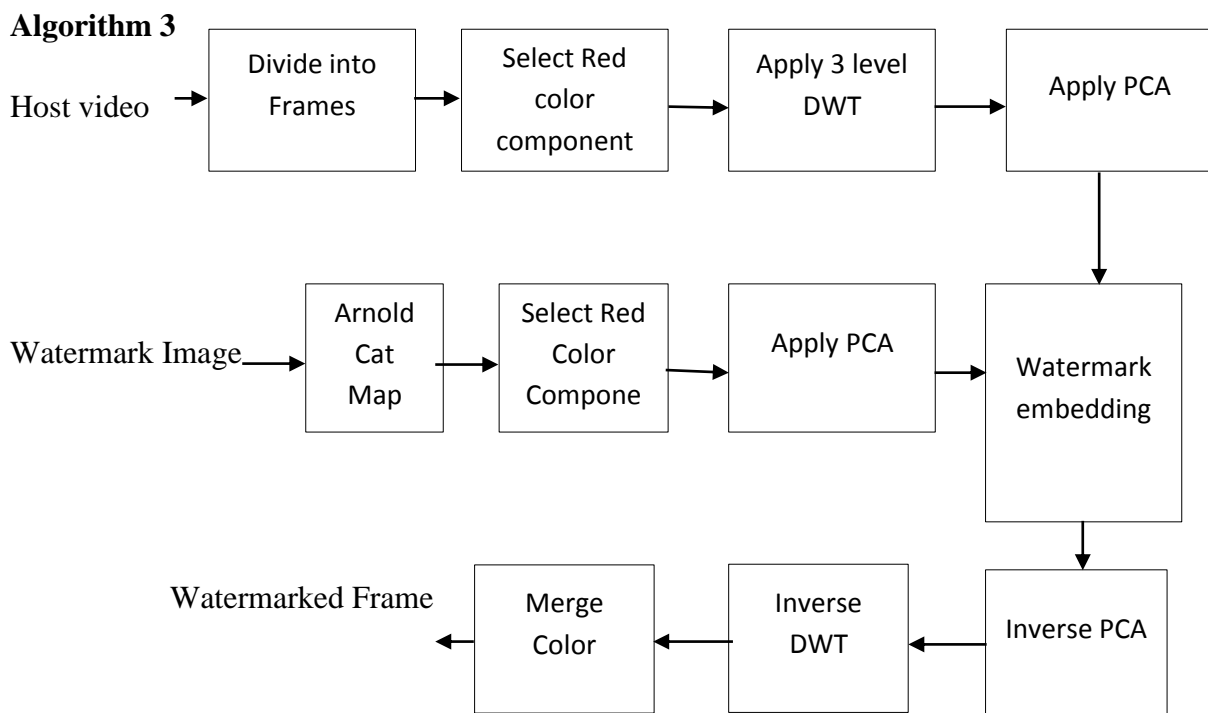 Algorithm 3
Host video
Divide into
Frames
Select Red
color
component
Apply 3 level
DWT
Apply PCA
Watermark Image
Arnold
Cat
Map
Select Red
Color
Compone
Apply PCA
Watermark
embedding
Watermarked Frame
Merge
Color
Inverse
DWT
Inverse PCA